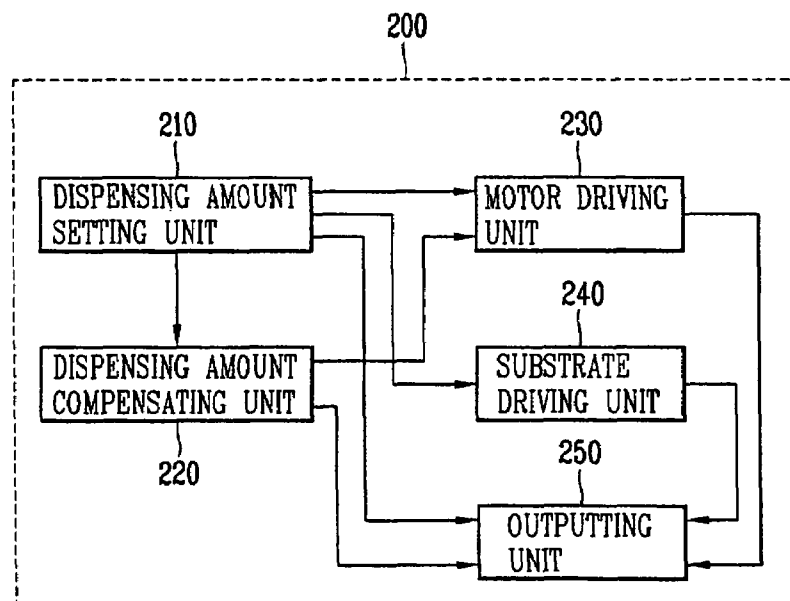 200
210
DISPENSING AMOUNT
SETTING UNIT
230
MOTOR DRIVING
UNIT
240
SUBSTRATE
DRIVING UNIT
DISPENSING AMOUNT
COMPENSATING UNIT
220
250
OUTPUTTING
UNIT